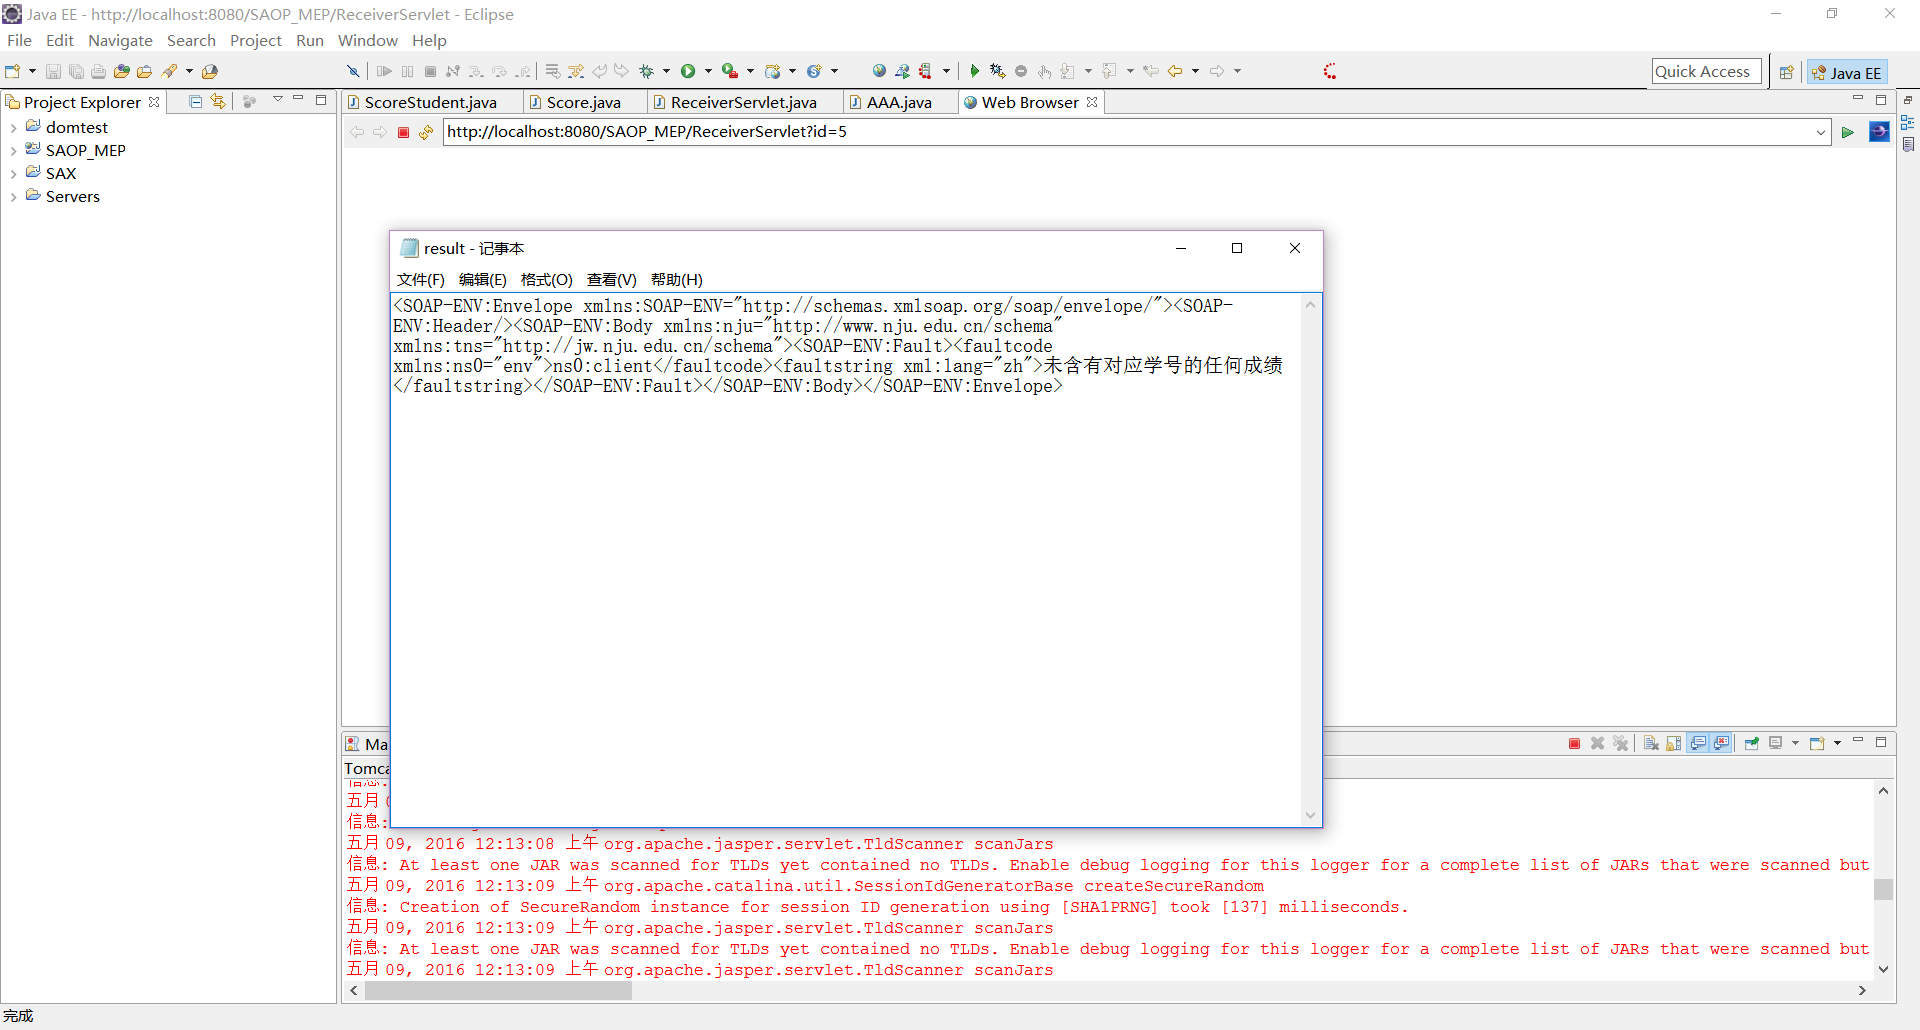 Java EE - http://localhost:8080/SAOP_MEP/ReceiverServlet - Eclipse
File Edit Navigate Search Project Run Window Help
Quick Access
Java EE
Project Explorer
ScoreStudent.java
Score.java
ReceiverServlet.java
AAA.java
Web Browser
http://localhost:8080/SAOP_MEP/ReceiverServlet?id=5
domtest
SAOP_MEP
SAX
Servers
result - 记事本
文件(F) 编辑(E) 格式(O) 查看(V) 帮助(H)
<SOAP-ENV:Envelope xmlns:SOAP-ENV="http://schemas.xmlsoap.org/soap/envelope/"><SOAP-
ENV:Header/><SOAP-ENV:Body xmlns:nju="http://www.nju.edu.cn/schema"
xmlns:tns="http://jw.nju.edu.cn/schema"><SOAP-ENV:Fault><faultcode
xmlns:ns0="env">ns0:client</faultcode><faultstring xml:lang="zh">未含有对应学号的任何成绩
</faultstring></SOAP-ENV:Fault></SOAP-ENV:Body></SOAP-ENV:Envelope>
Ma
Tomca
信息:
五月
信息:
五月 09, 2016 12:13:08 上午 org.apache.jasper.servlet.TldScanner scanJars
信息: At least one JAR was scanned for TLDs yet contained no TLDs. Enable debug logging for this logger for a complete list of JARs that were scanned but
五月 09, 2016 12:13:09 上午 org.apache.catalina.util.SessionIdGeneratorBase createSecureRandom
信息: Creation of SecureRandom instance for session ID generation using [SHA1PRNG] took [137] milliseconds.
五月 09, 2016 12:13:09 上午 org.apache.jasper.servlet.TldScanner scanJars
信息: At least one JAR was scanned for TLDs yet contained no TLDs. Enable debug logging for this logger for a complete list of JARs that were scanned but
五月 09, 2016 12:13:09 上午 org.apache.jasper.servlet.TldScanner scanJars
完成